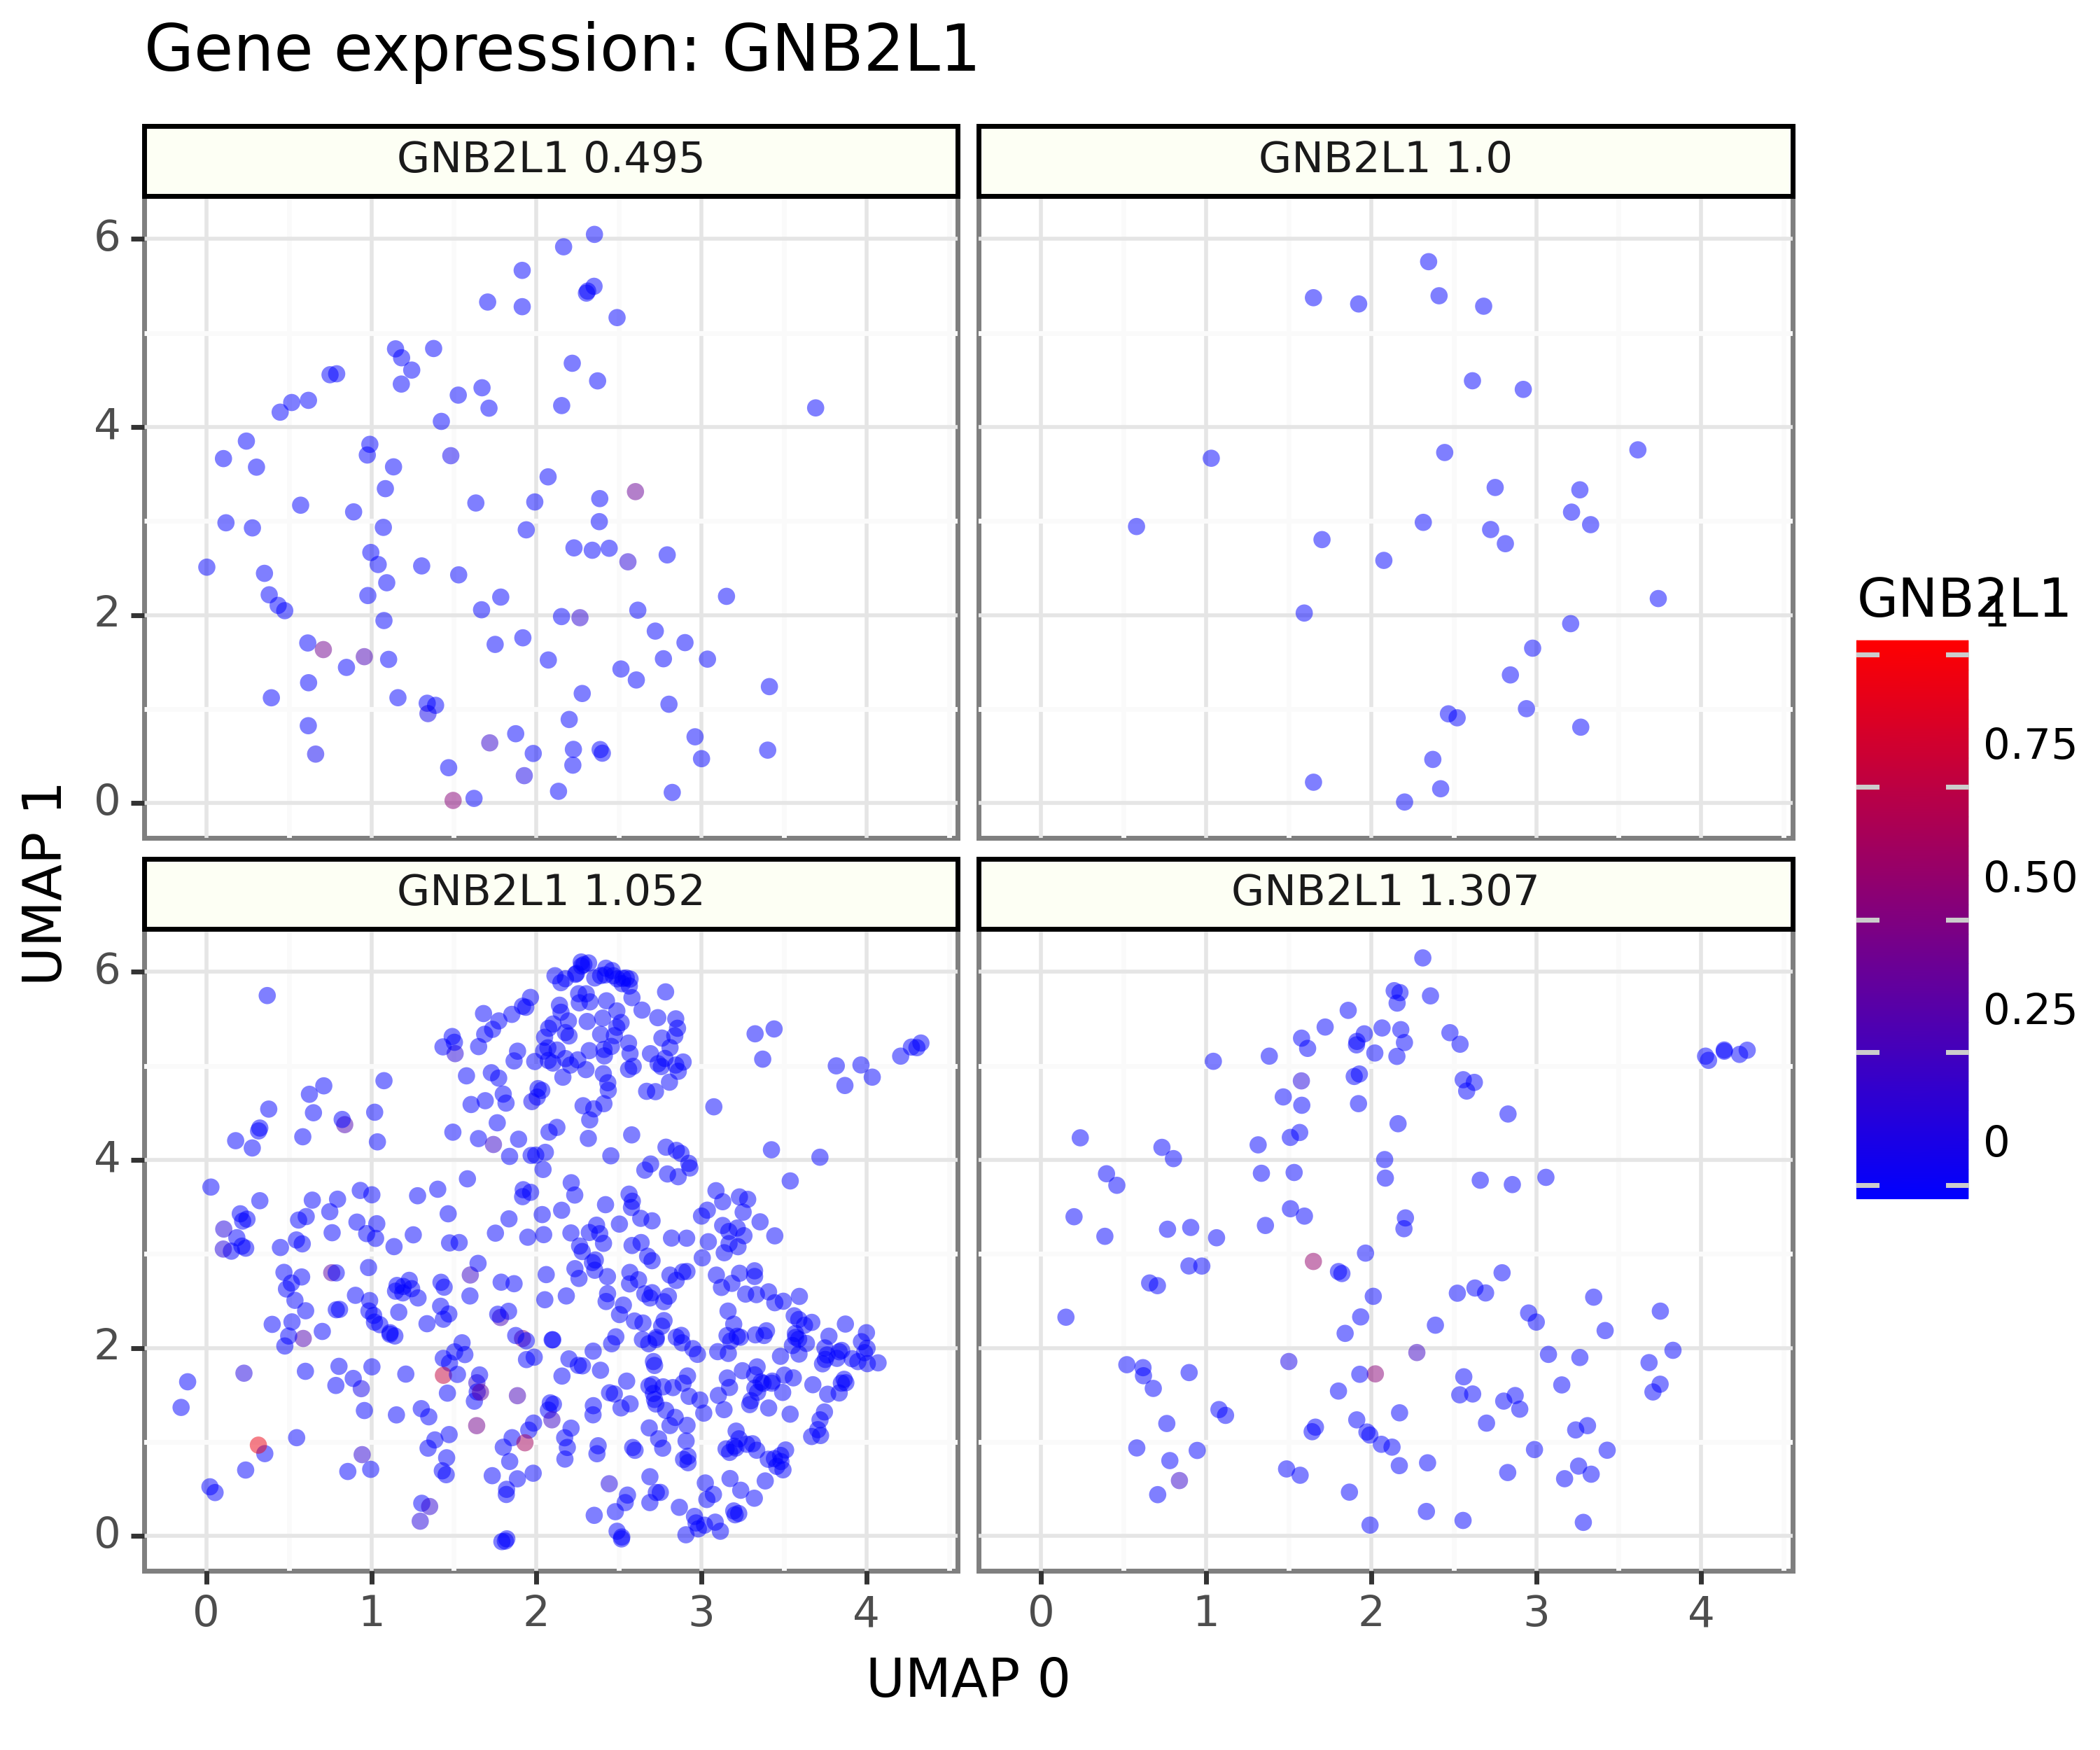 Gene expression: GNB2L1
GNB2L1 0.495
GNB2L1 1.0
6
4
2
0
GNB2L1 1.052
GNB2L1 1.307
6
4
2
0
0 1 2 3 4
0 1 2 3 4
UMAP 0
UMAP 1
GNB2L1
1
0.75
0.50
0.25
0